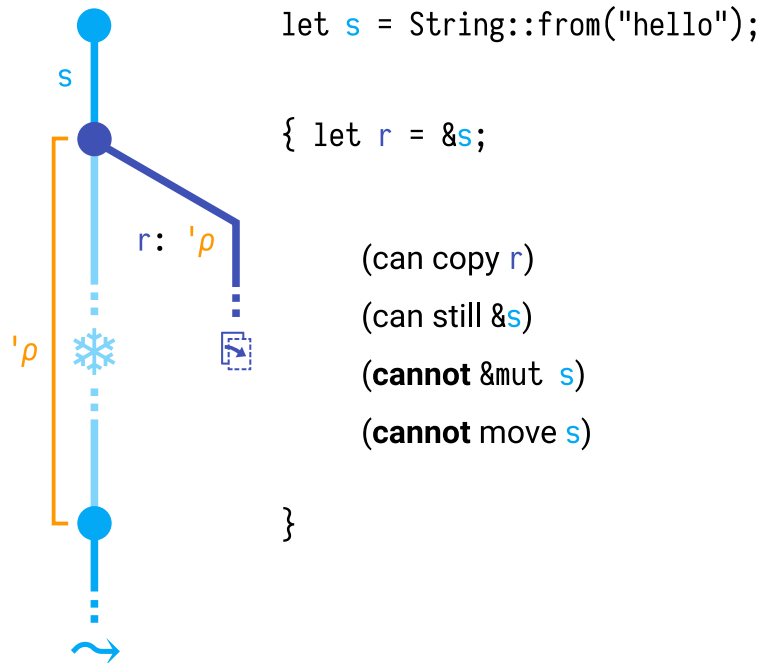 let s = String::from("hello");
s
{ let r = &s;
r: 'ρ
(can copy r)
(can still &s)
'ρ
(cannot &mut s)
(cannot move s)
}